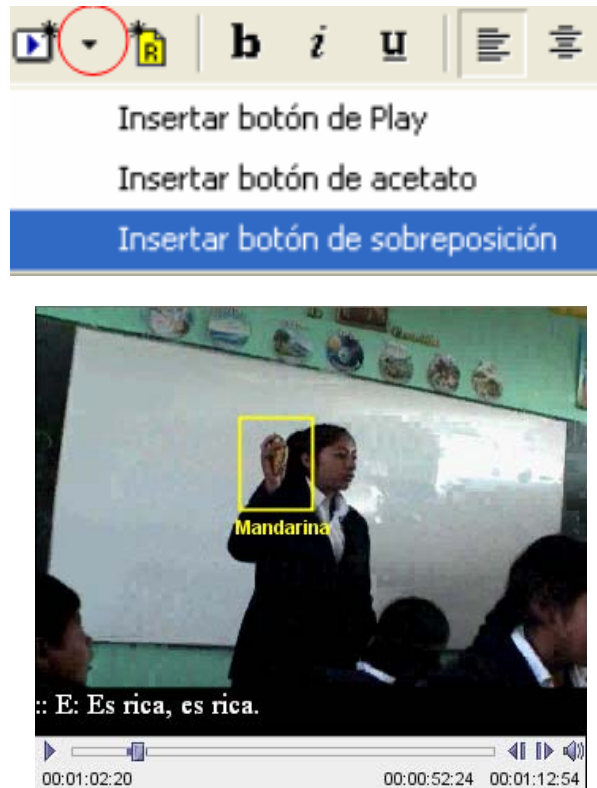 R b i u
Insertar botón de Play
Insertar botón de acetato
Insertar botón de sobreposición
Mandarina
:: E: Es rica, es rica.
00:01:02:20 00:00:52:24 00:01:12:54